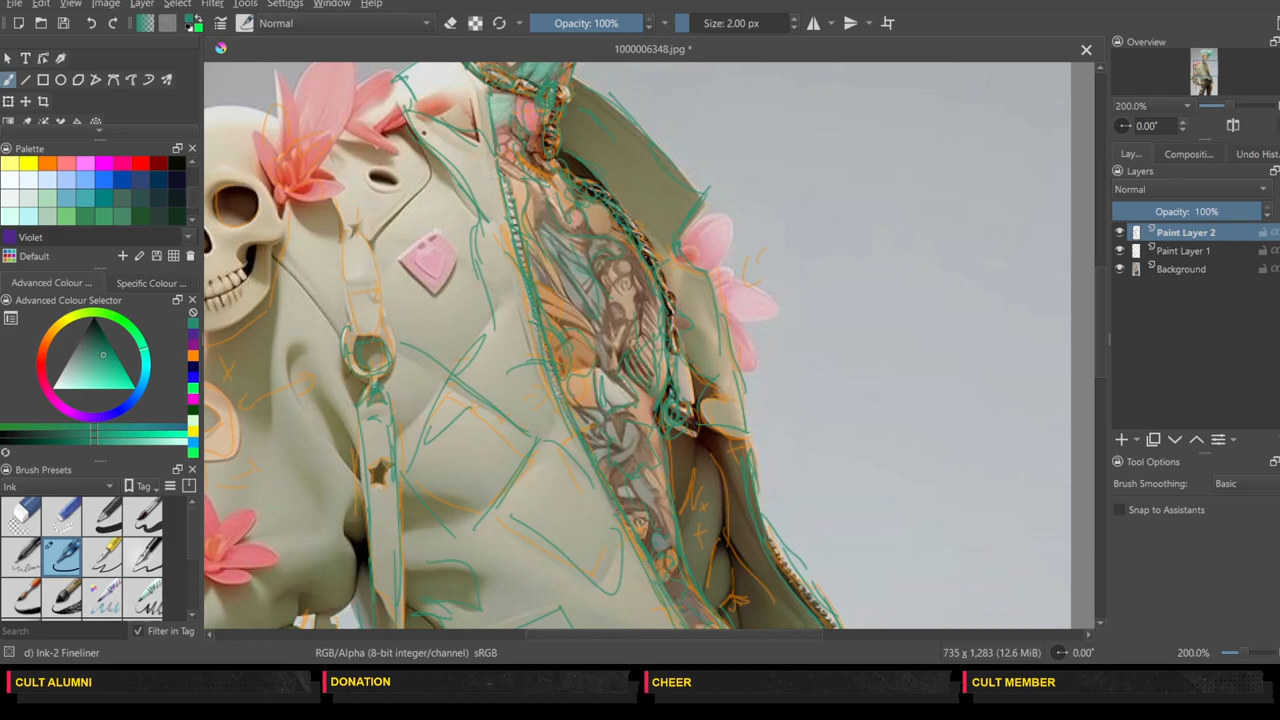 File Edit View Image Layer Select Filter Tools Settings Window Help
Normal
Opacity: 100%
Size: 2.00 px
1000006348.jpg *
Palette
Violet
Default
Advanced Colour ...
Specific Colour ...
Advanced Colour Selector
Brush Presets
Tag
Search
Filter in Tag
d) Ink-2 Fineliner
RGB/Alpha (8-bit integer/channel) sRGB
735 x 1,283 (12.6 MiB)
0.00°
200.0%
Overview
200.0%
0.00°
Lay...
Compositi...
Undo Hist
Layers
Normal
Opacity: 100%
Paint Layer 2
Paint Layer 1
Background
Tool Options
Brush Smoothing:
Basic
Snap to Assistants
CULT ALUMNI
DONATION
CHEER
CULT MEMBER